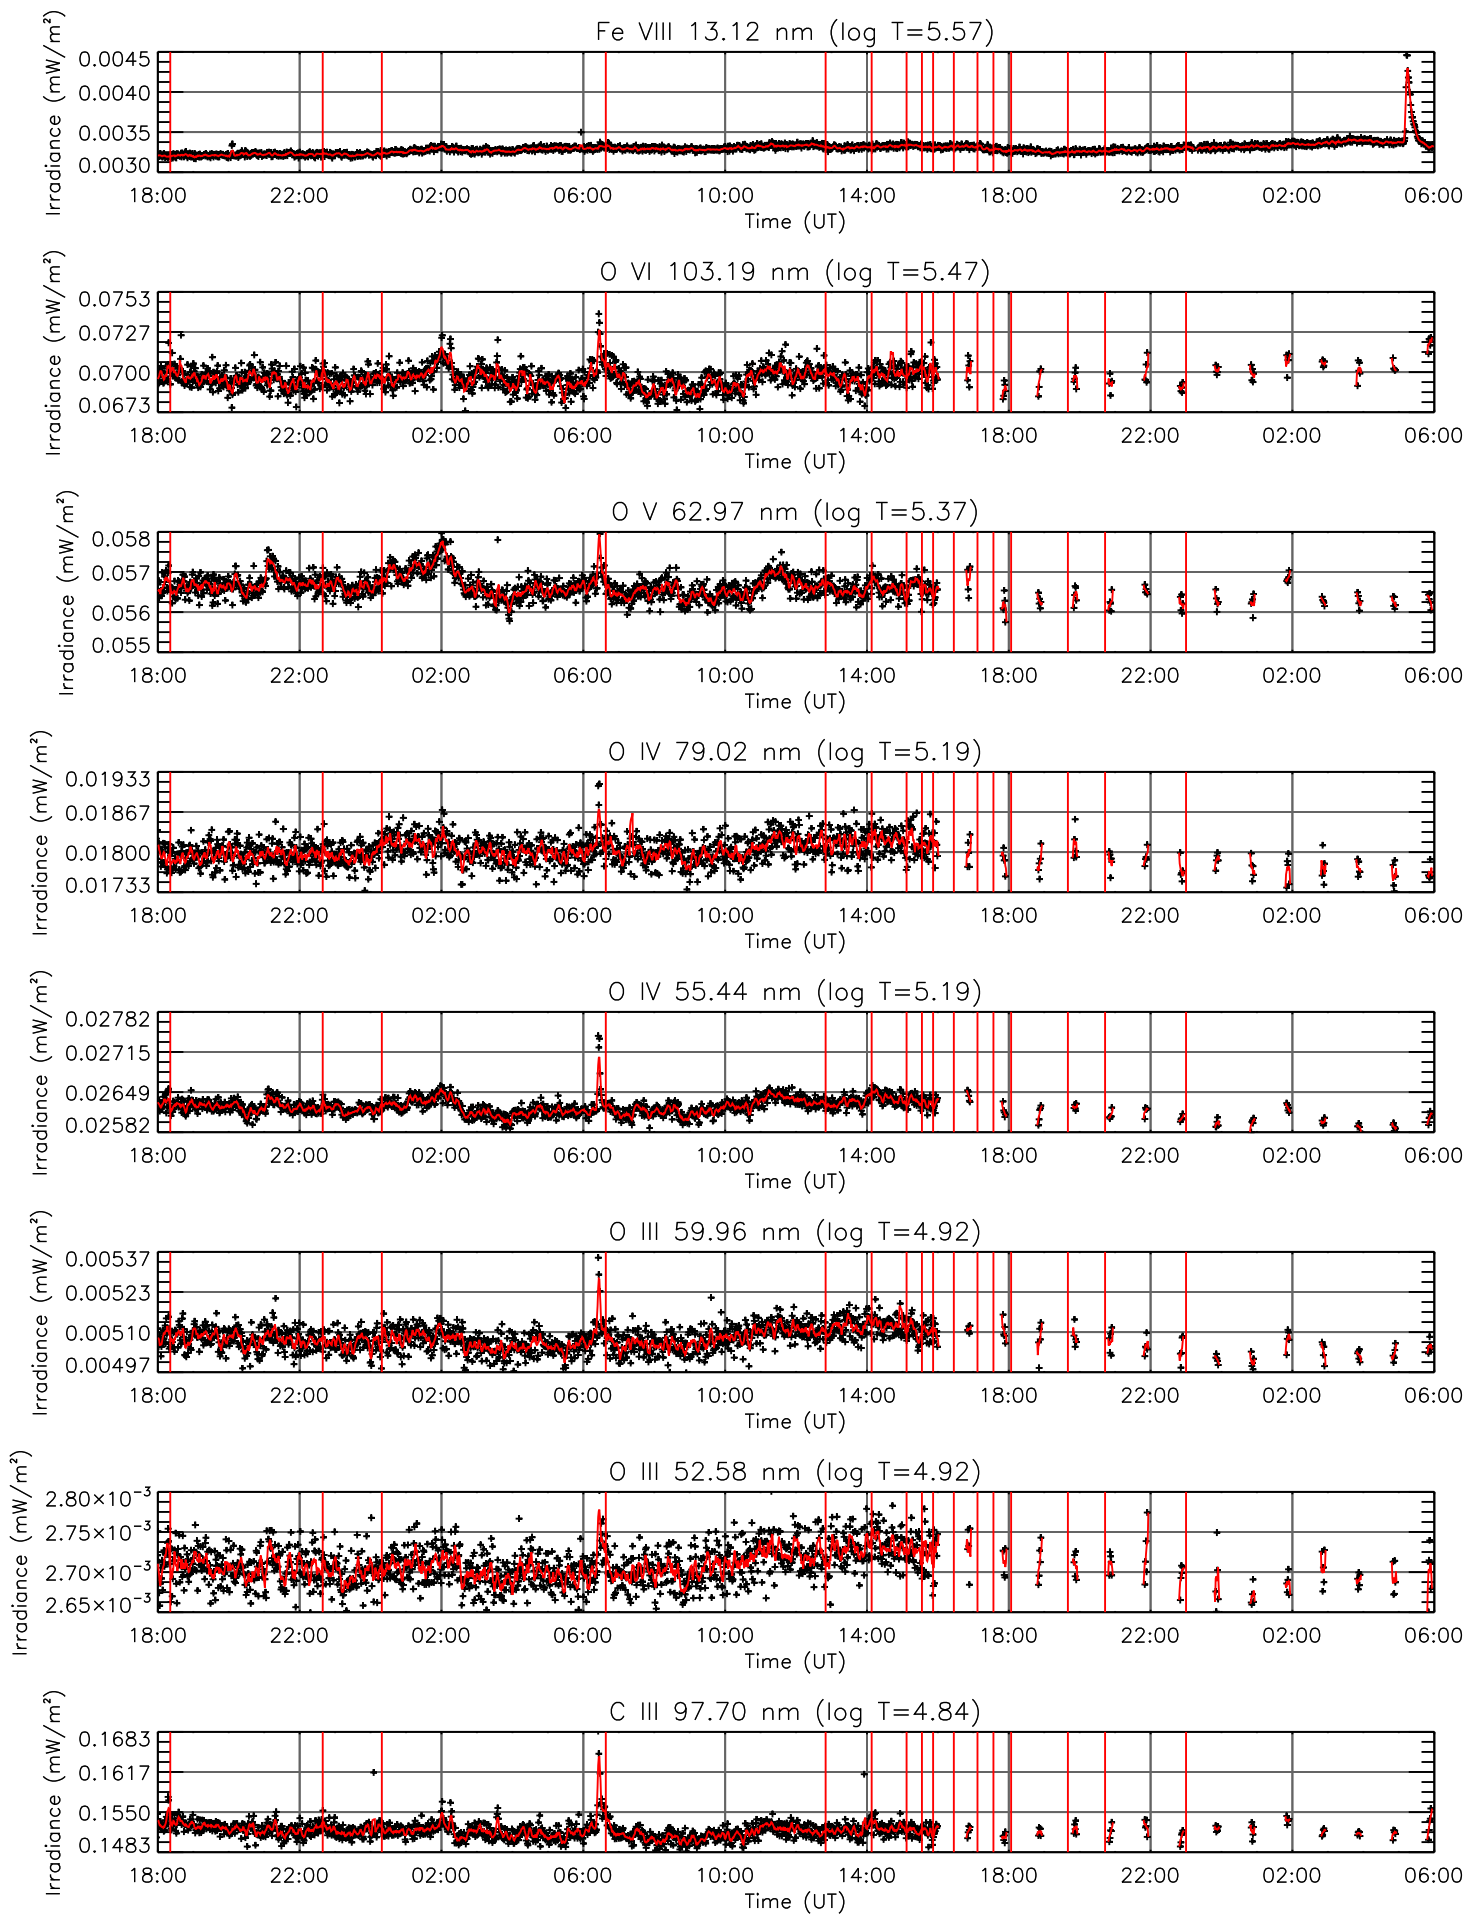 Fe VIII 13.12 nm (log T=5.57)
Irradiance (mW/m²)
0.0045
0.0040
0.0035
0.0030
18:00 22:00 02:00 06:00 10:00 14:00 18:00 22:00 02:00 06:00
Time (UT)
O VI 103.19 nm (log T=5.47)
Irradiance (mW/m²)
0.0753
0.0727
0.0700
0.0673
18:00 22:00 02:00 06:00 10:00 14:00 18:00 22:00 02:00 06:00
Time (UT)
O V 62.97 nm (log T=5.37)
Irradiance (mW/m²)
0.058
0.057
0.056
0.055
18:00 22:00 02:00 06:00 10:00 14:00 18:00 22:00 02:00 06:00
Time (UT)
O IV 79.02 nm (log T=5.19)
Irradiance (mW/m²)
0.01933
0.01867
0.01800
0.01733
18:00 22:00 02:00 06:00 10:00 14:00 18:00 22:00 02:00 06:00
Time (UT)
O IV 55.44 nm (log T=5.19)
Irradiance (mW/m²)
0.02782
0.02715
0.02649
0.02582
18:00 22:00 02:00 06:00 10:00 14:00 18:00 22:00 02:00 06:00
Time (UT)
O III 59.96 nm (log T=4.92)
Irradiance (mW/m²)
0.00537
0.00523
0.00510
0.00497
18:00 22:00 02:00 06:00 10:00 14:00 18:00 22:00 02:00 06:00
Time (UT)
O III 52.58 nm (log T=4.92)
Irradiance (mW/m²)
2.80×10⁻³
2.75×10⁻³
2.70×10⁻³
2.65×10⁻³
18:00 22:00 02:00 06:00 10:00 14:00 18:00 22:00 02:00 06:00
Time (UT)
C III 97.70 nm (log T=4.84)
Irradiance (mW/m²)
0.1683
0.1617
0.1550
0.1483
18:00 22:00 02:00 06:00 10:00 14:00 18:00 22:00 02:00 06:00
Time (UT)